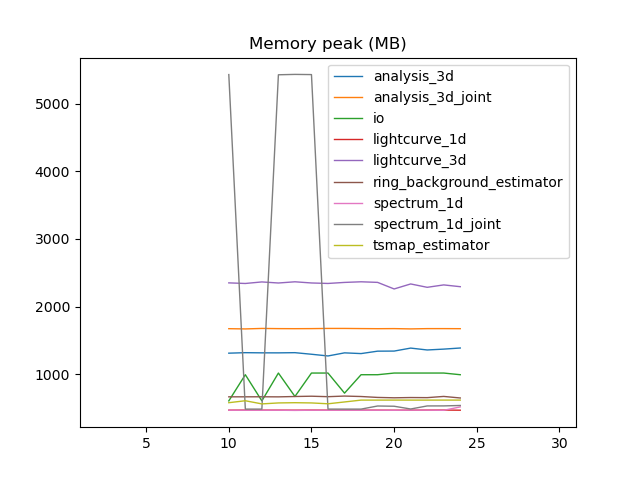 Memory peak (MB)
analysis_3d
analysis_3d_joint
io
lightcurve_1d
lightcurve_3d
ring_background_estimator
spectrum_1d
spectrum_1d_joint
tsmap_estimator
5000
4000
3000
2000
1000
5 10 15 20 25 30